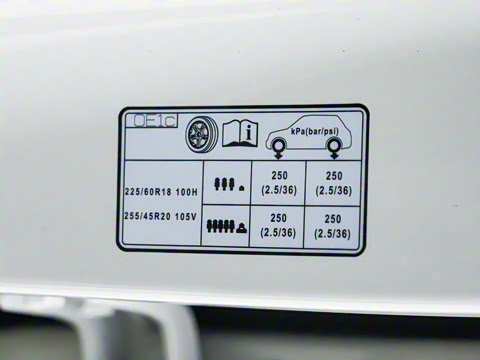 OE1c
i
kPa(bar/psi)
225/60R18 100H
255/45R20 105V
250
(2.5/36)
250
(2.5/36)
250
(2.5/36)
250
(2.5/36)